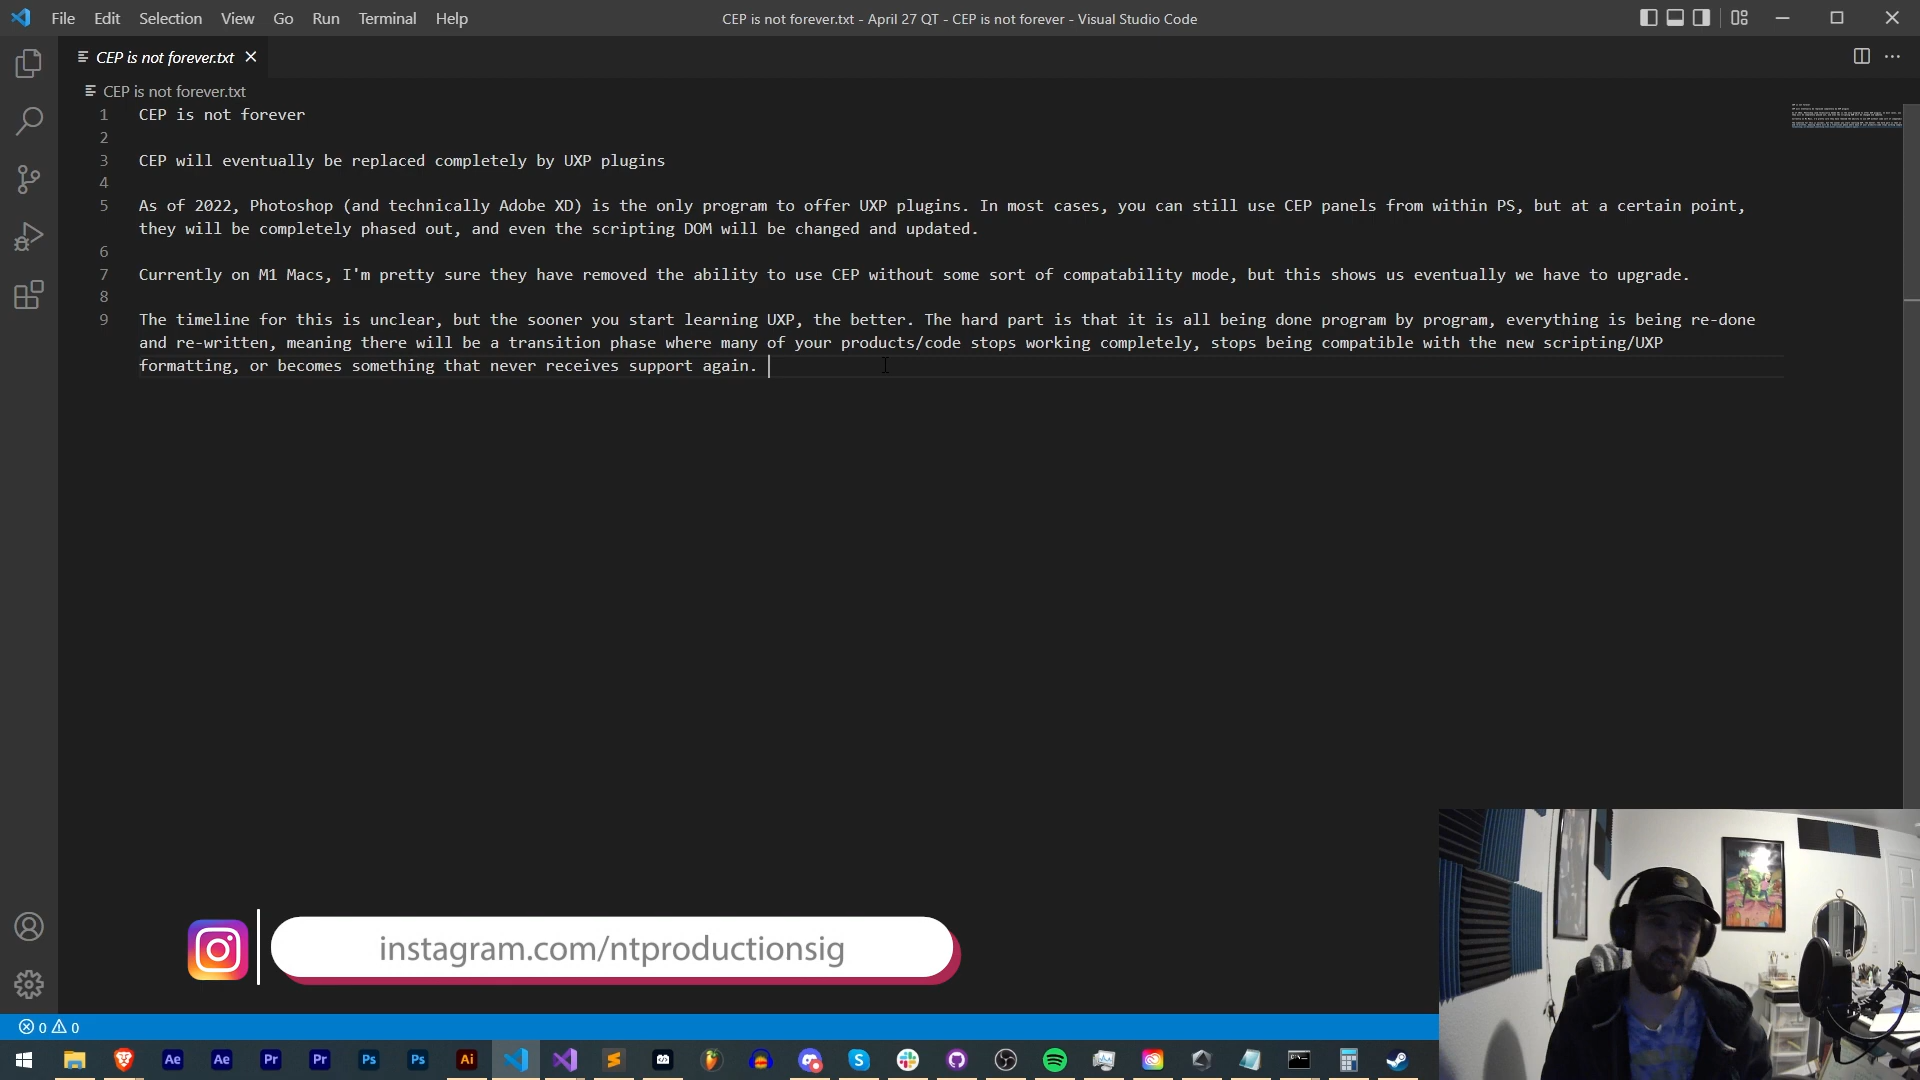 File Edit Selection View Go Run Terminal Help
CEP is not forever.txt - April 27 QT - CEP is not forever - Visual Studio Code
CEP is not forever.txt
CEP is not forever.txt
1 CEP is not forever
2
3 CEP will eventually be replaced completely by UXP plugins
4
5 As of 2022, Photoshop (and technically Adobe XD) is the only program to offer UXP plugins. In most cases, you can still use CEP panels from within PS, but at a certain point,
they will be completely phased out, and even the scripting DOM will be changed and updated.
6
7 Currently on M1 Macs, I'm pretty sure they have removed the ability to use CEP without some sort of compatability mode, but this shows us eventually we have to upgrade.
8
9 The timeline for this is unclear, but the sooner you start learning UXP, the better. The hard part is that it is all being done program by program, everything is being re-done
and re-written, meaning there will be a transition phase where many of your products/code stops working completely, stops being compatible with the new scripting/UXP
formatting, or becomes something that never receives support again.
instagram.com/ntproductionsig
0 0
Ae Ae Pr Pr Ps Ps Ai